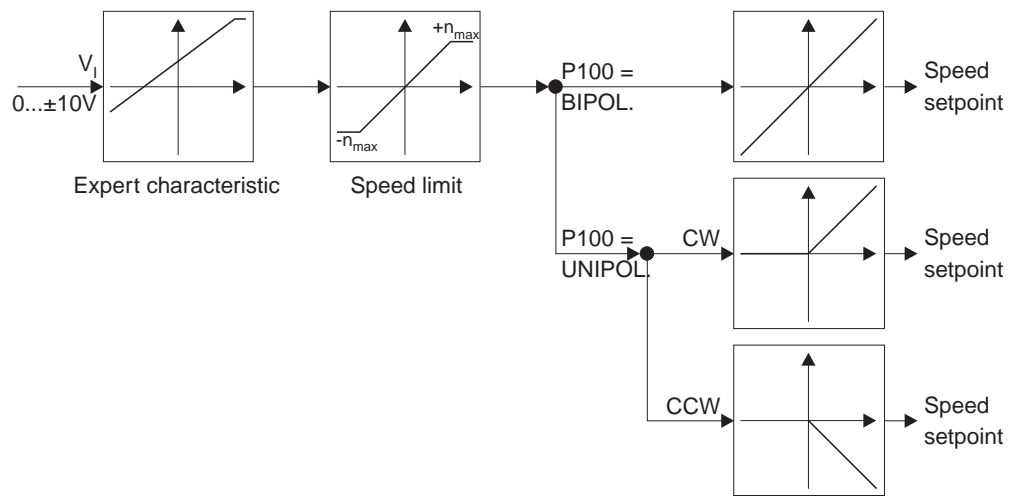 V_I
0...±10V
Expert characteristic
+n_max
-n_max
Speed limit
P100 =
BIPOL.
Speed
setpoint
P100 =
UNIPOL.
CW
Speed
setpoint
CCW
Speed
setpoint